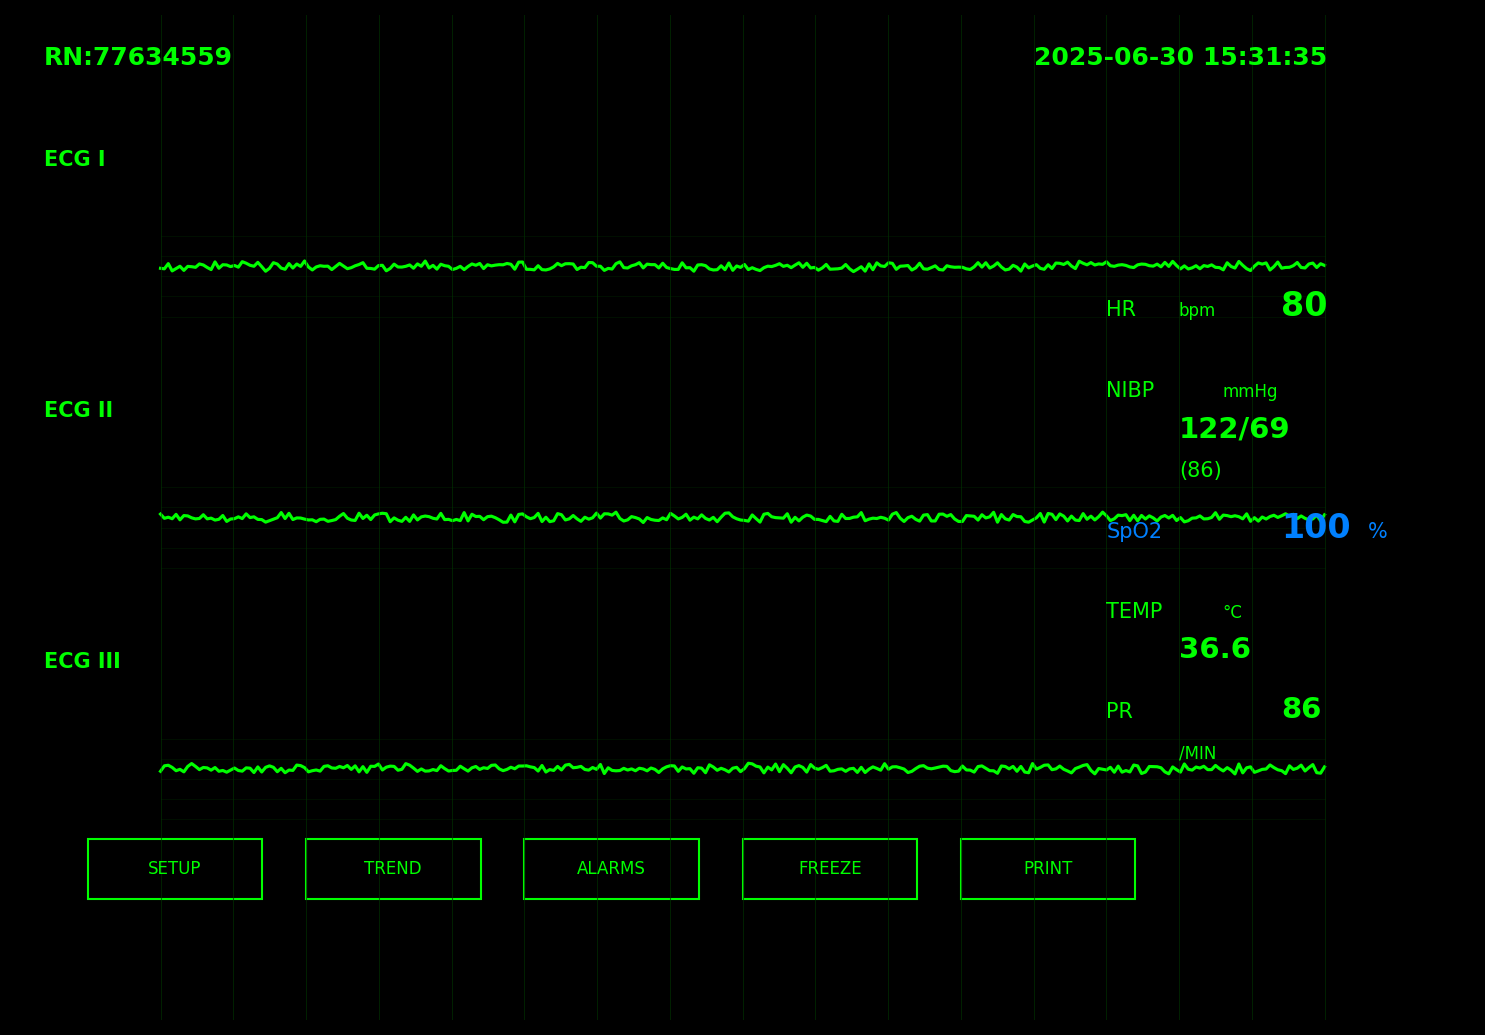 RN:77634559
2025-06-30 15:31:35
ECG I
HR bpm 80
NIBP mmHg
ECG II
122/69
(86)
SpO2 100 %
TEMP °C
36.6
ECG III
PR 86
/MIN
SETUP TREND ALARMS FREEZE PRINT